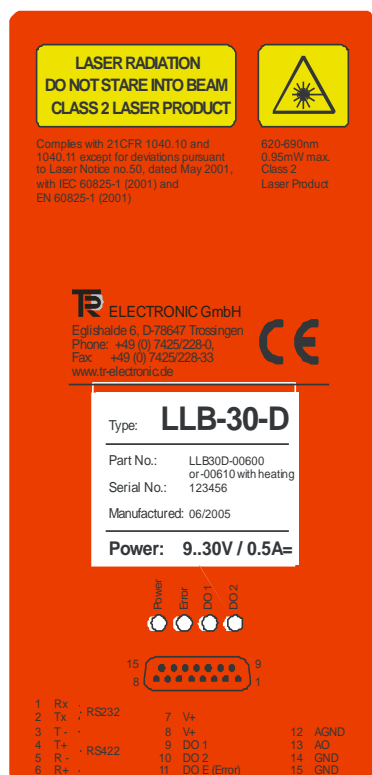 LASER RADIATION
DO NOT STARE INTO BEAM
CLASS 2 LASER PRODUCT
Complies with 21CFR 1040.10 and
1040.11 except for deviations pursuant
to Laser Notice no.50, dated May 2001,
with IEC 60825-1 (2001) and
EN 60825-1 (2001)
620-690nm
0.95mW max.
Class 2
Laser Product
TR ELECTRONIC GmbH
Eglishalde 6, D-78647 Trossingen
Phone: +49 (0) 7425/228-0,
Fax: +49 (0) 7425/228-33
www.tr-electronic.de
CE
Type: LLB-30-D
Part No.: LLB30D-00600
or -00610 with heating
Serial No.: 123456
Manufactured: 06/2005
Power: 9..30V / 0.5A=
Power
Error
DO 1
DO 2
15 9
8 1
1 Rx
2 Tx
RS232
3 T -
4 T+
5 R -
6 R+
RS422
7 V+
8 V+
9 DO 1
10 DO 2
11 DO E (Error)
12 AGND
13 AO
14 GND
15 GND